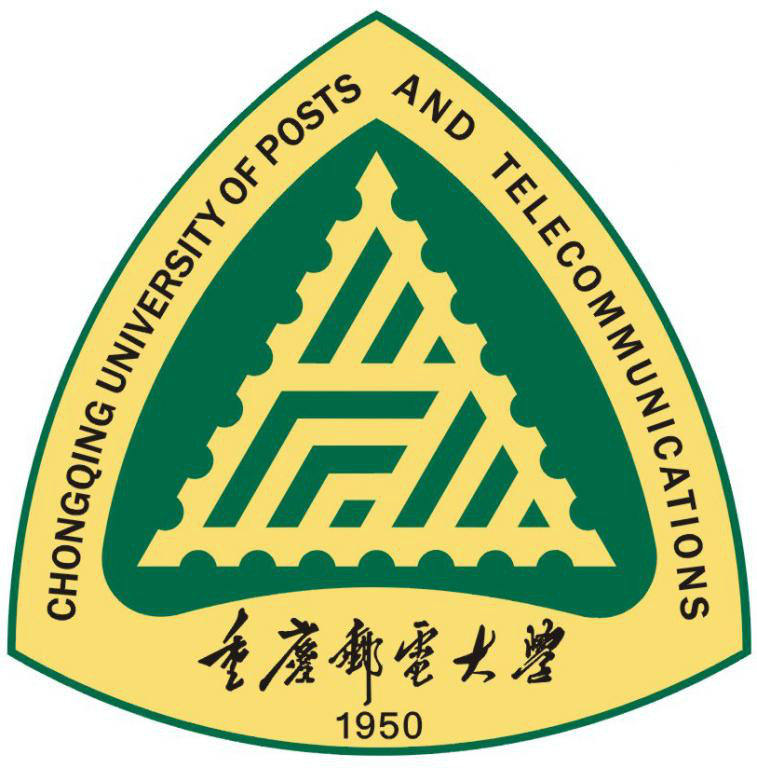 CHONGQING UNIVERSITY OF POSTS AND TELECOMMUNICATIONS
重慶郵電大學
1950